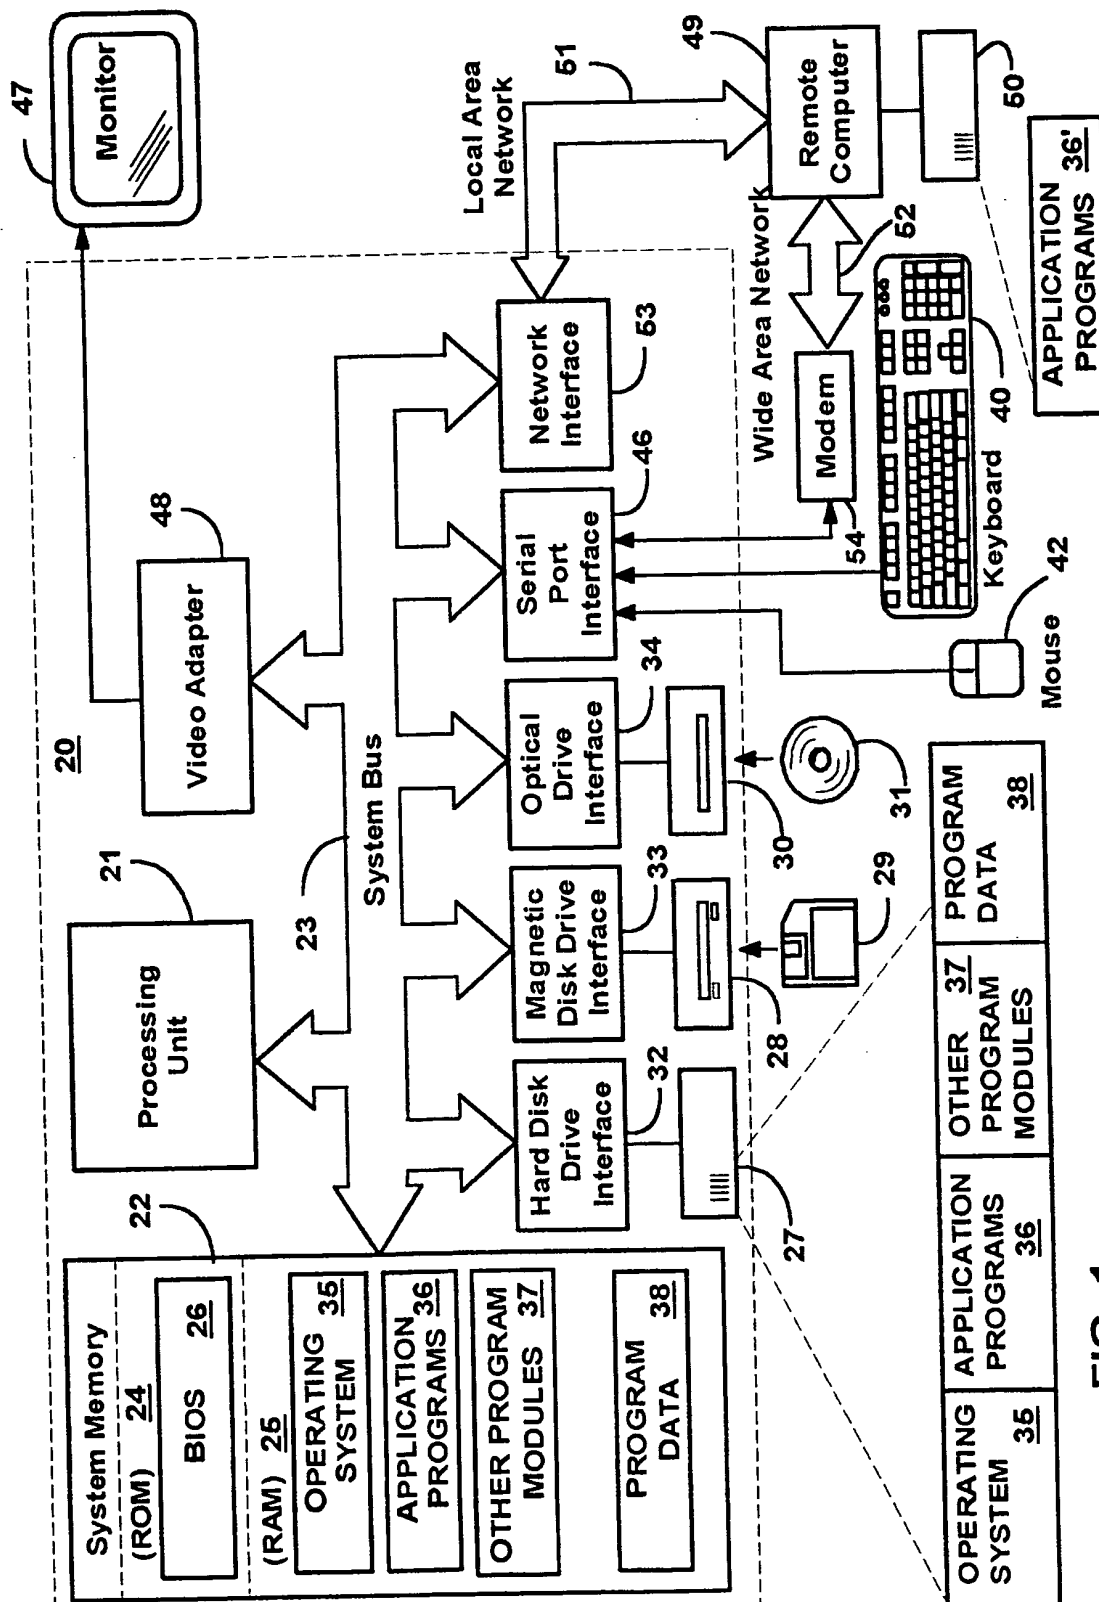 47
Monitor
20
48
Video Adapter
21
Processing
Unit
22
System Memory
(ROM) 24
BIOS 26
(RAM) 25
OPERATING
SYSTEM 35
APPLICATION
PROGRAMS 36
OTHER PROGRAM
MODULES 37
PROGRAM
DATA 38
23
System Bus
Local Area
Network
51
Hard Disk
Drive
Interface
32
Magnetic
Disk Drive
Interface
33
Optical
Drive
Interface
34
Serial
Port
Interface
46
Network
Interface
53
49
Remote
Computer
50
Wide Area Network
52
Modem
54
27
28
29
30
31
Keyboard
40
Mouse
42
APPLICATION
PROGRAMS 36'
OPERATING
SYSTEM 35
APPLICATION
PROGRAMS
36
OTHER 37
PROGRAM
MODULES
PROGRAM
DATA 38